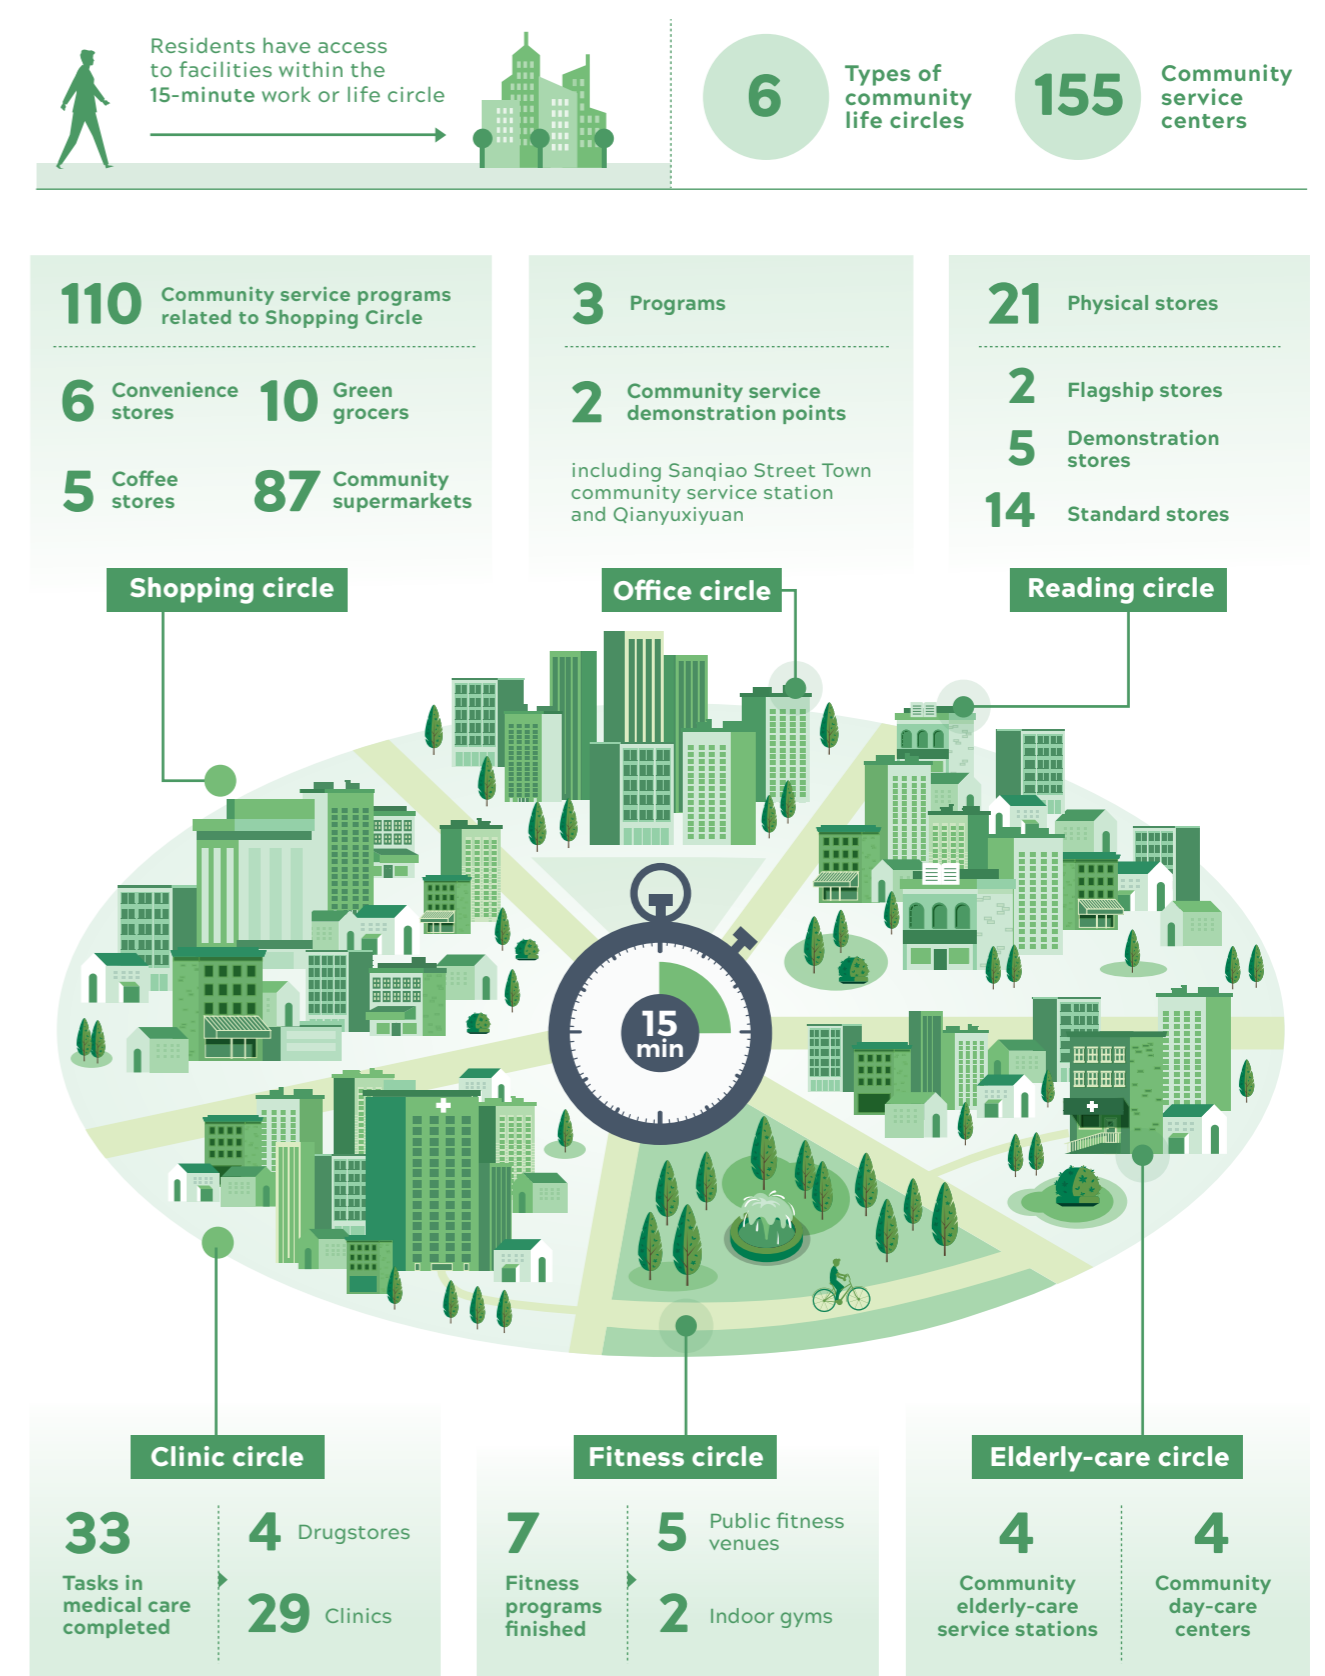 Residents have access
to facilities within the
15-minute work or life circle
6
Types of
community
life circles
155
Community
service
centers
110
Community service programs
related to Shopping Circle
6
Convenience
stores
10
Green
grocers
5
Coffee
stores
87
Community
supermarkets
Shopping circle
3
Programs
2
Community service
demonstration points
including Sanqiao Street Town
community service station
and Qianyuxiyuan
Office circle
21
Physical stores
2
Flagship stores
5
Demonstration
stores
14
Standard stores
Reading circle
15
min
Clinic circle
33
Tasks in
medical care
completed
4
Drugstores
29
Clinics
Fitness circle
7
Fitness
programs
finished
5
Public fitness
venues
2
Indoor gyms
Elderly-care circle
4
Community
elderly-care
service stations
4
Community
day-care
centers